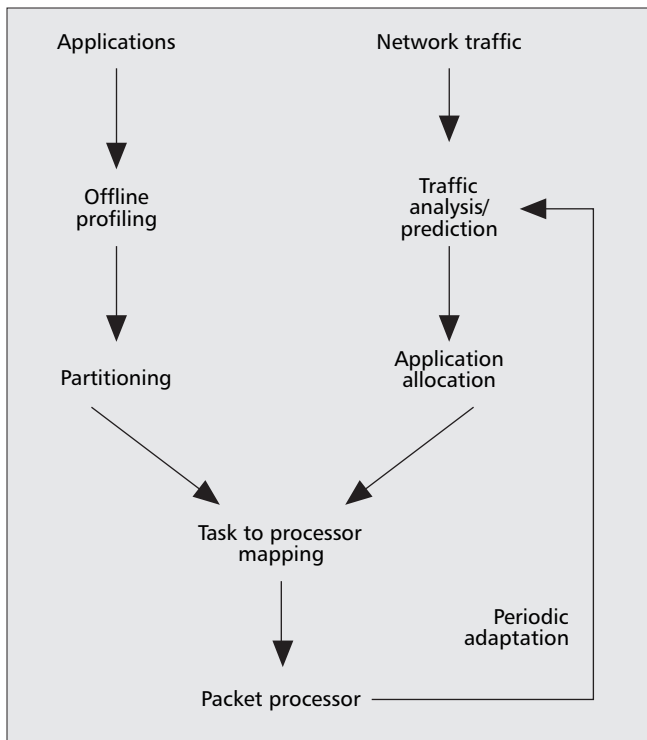 Applications
Network traffic
Offline
profiling
Traffic
analysis/
prediction
Partitioning
Application
allocation
Task to processor
mapping
Periodic
adaptation
Packet processor